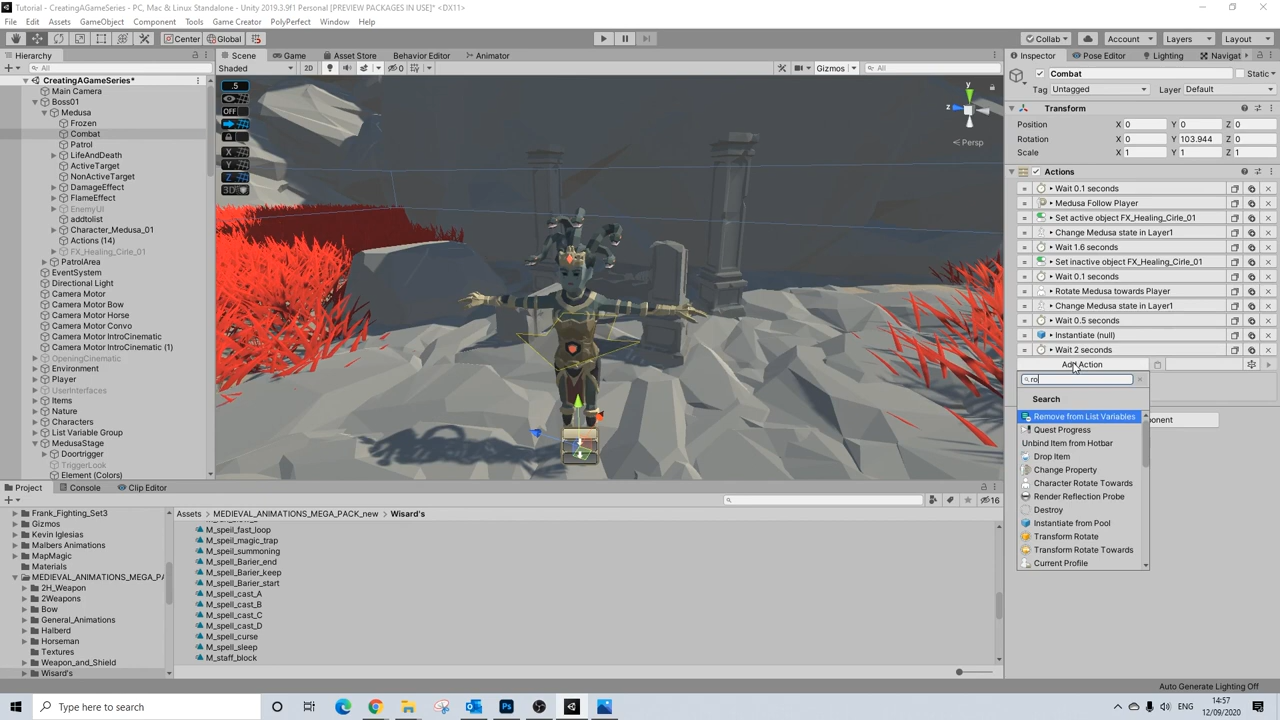 Tutorial - CreatingAGameSeries - PC, Mac & Linux Standalone - Unity 2019.3.9f1 Personal [PREVIEW PACKAGES IN USE]* <DX11>
File Edit Assets GameObject Component Tools Game Creator PolyPerfect Window Help
Center Global Collab Account Layers Layout
Hierarchy Scene Game Asset Store Behavior Editor Animator Inspector Pose Editor Lighting Navigat
All Shaded 2D 0 Gizmos All Combat Static
Tag Untagged Layer Default
CreatingAGameSeries*
Main Camera
Boss01
Medusa
Frozen
Combat
Patrol
LifeAndDeath
ActiveTarget
NonActiveTarget
DamageEffect
FlameEffect
EnemyUI
addtolist
Character_Medusa_01
Actions (14)
FX_Healing_Cirle_01
PatrolArea
EventSystem
Directional Light
Camera Motor
Camera Motor Bow
Camera Motor Horse
Camera Motor Convo
Camera Motor IntroCinematic
Camera Motor IntroCinematic (1)
OpeningCinematic
Environment
Player
UserInterfaces
Items
Nature
Characters
List Variable Group
MedusaStage
Doortrigger
TriggerLook
Element (Colors)
.5
OFF
X
Y
Z
3D
y
z
Persp
Transform
Position X 0 Y 0 Z 0
Rotation X 0 Y 103.944 Z 0
Scale X 1 Y 1 Z 1
Actions
Wait 0.1 seconds
Medusa Follow Player
Set active object FX_Healing_Cirle_01
Change Medusa state in Layer1
Wait 1.6 seconds
Set inactive object FX_Healing_Cirle_01
Wait 0.1 seconds
Rotate Medusa towards Player
Change Medusa state in Layer1
Wait 0.5 seconds
Instantiate (null)
Wait 2 seconds
Add Action
ro
Search
Remove from List Variables
Quest Progress
Unbind Item from Hotbar
Drop Item
Change Property
Character Rotate Towards
Render Reflection Probe
Destroy
Instantiate from Pool
Transform Rotate
Transform Rotate Towards
Current Profile
ponent
Project Console Clip Editor
16
Frank_Fighting_Set3
Gizmos
Kevin Iglesias
Malbers Animations
MapMagic
Materials
MEDIEVAL_ANIMATIONS_MEGA_PA
2H_Weapon
2Weapons
Bow
General_Animations
Halberd
Horseman
Textures
Weapon_and_Shield
Wisard's
Assets MEDIEVAL_ANIMATIONS_MEGA_PACK_new Wisard's
M_speil_fast_loop
M_speil_magic_trap
M_speil_summoning
M_spell_Barier_end
M_spell_Barier_keep
M_spell_Barier_start
M_spell_cast_A
M_spell_cast_B
M_spell_cast_C
M_spell_cast_D
M_spell_curse
M_spell_sleep
M_staff_block
Auto Generate Lighting Off
Type here to search
ENG
14:57
12/09/2020